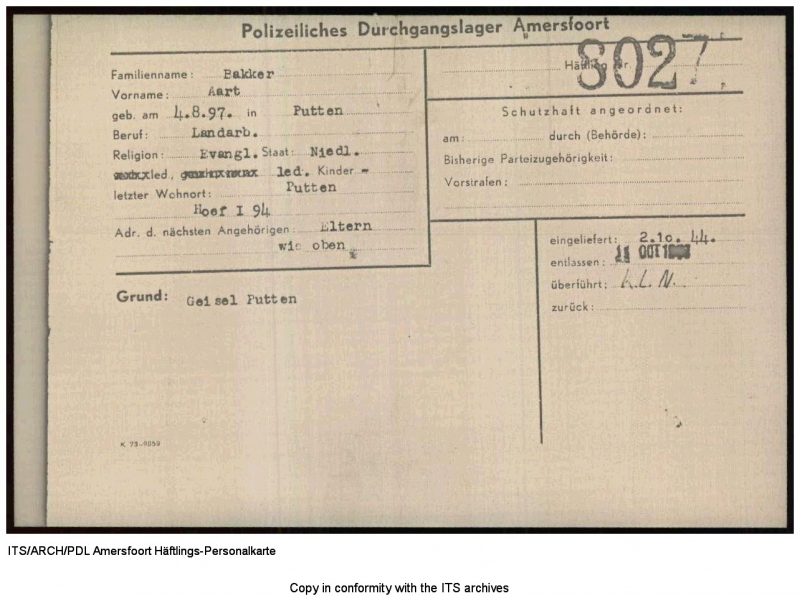 Polizeiliches Durchgangslager Amersfoort
Häftling Nr. 8027
Familienname: Bakker
Vorname: Aart
geb. am 4.8.97. in Putten
Beruf: Landarb.
Religion: Evangl. Staat: Niedl.
led. Kinder -
letzter Wohnort: Putten
Hoef I 94
Adr. d. nächsten Angehörigen: Eltern
wie oben
Schutzhaft angeordnet:
am: durch (Behörde):
Bisherige Parteizugehörigkeit:
Vorstrafen:
Grund: Geisel Putten
eingeliefert: 2.10.44.
entlassen: 11 OCT
überführt: K.L.N.
zurück:
K 73-9059
ITS/ARCH/PDL Amersfoort Häftlings-Personalkarte
Copy in conformity with the ITS archives